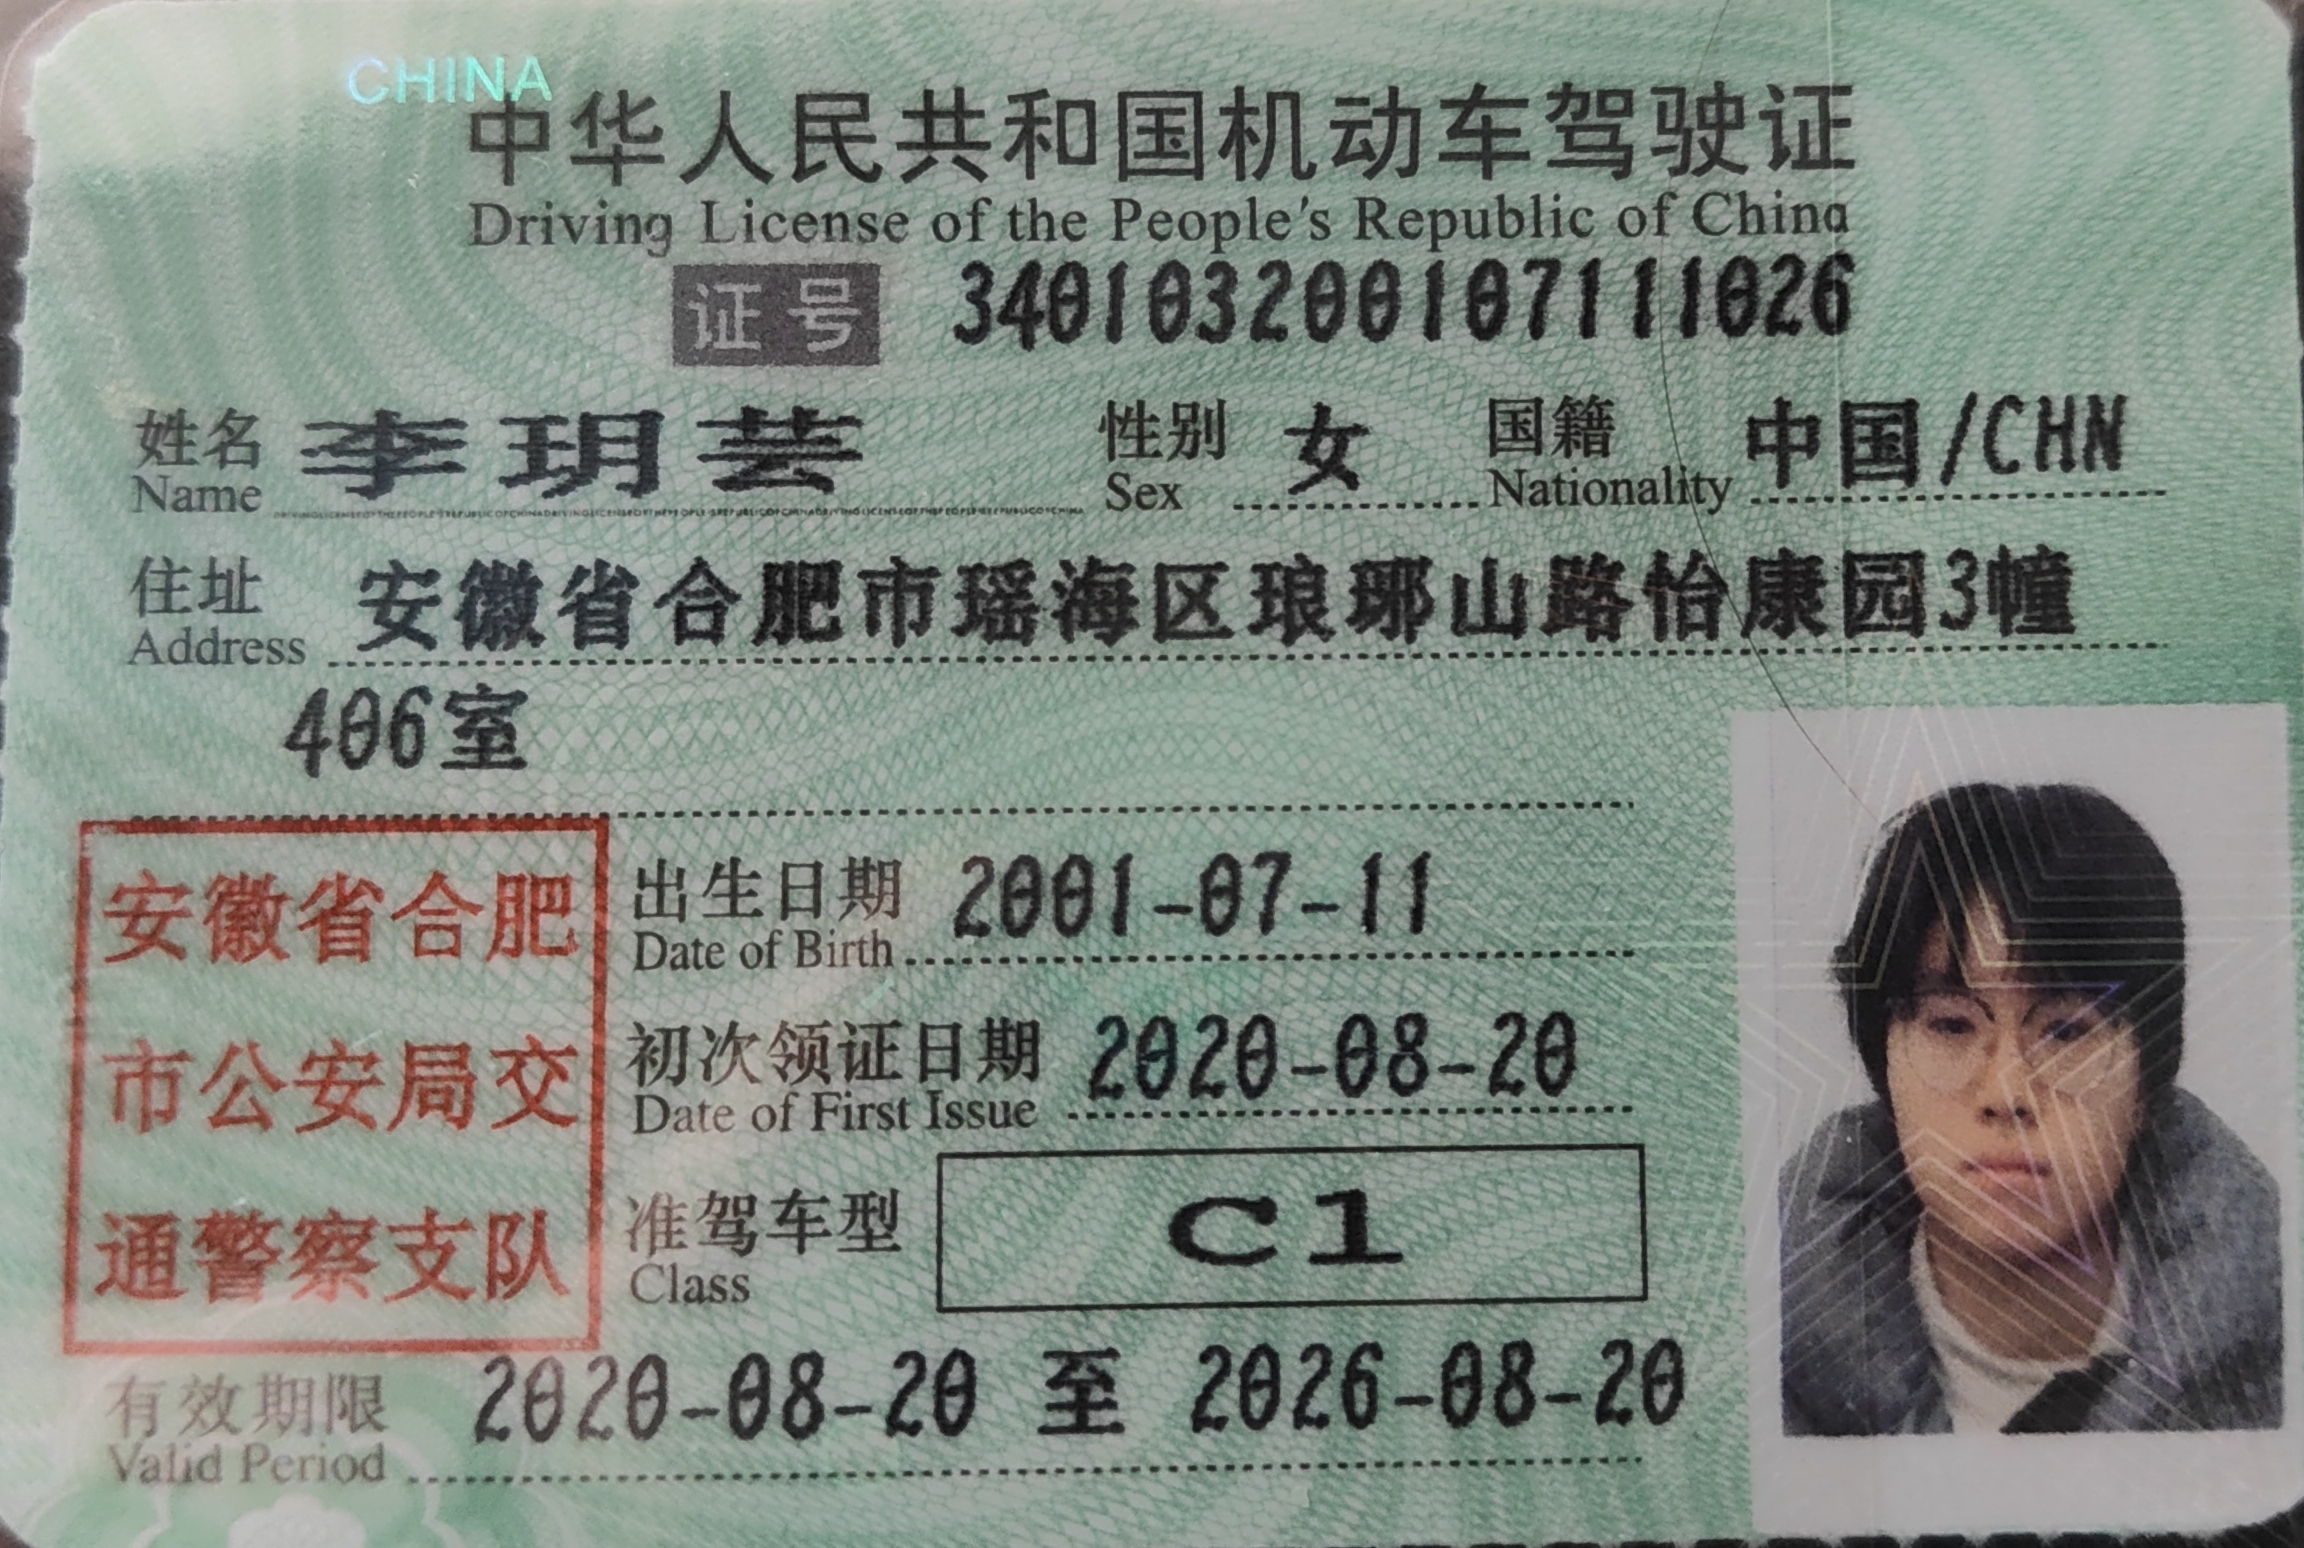 CHINA
中华人民共和国机动车驾驶证
Driving License of the People's Republic of China
证号 340103200107111026
姓名 李玥芸 性别 女 国籍 中国/CHN
Name Sex Nationality
住址 安徽省合肥市瑶海区琅琊山路怡康园3幢
Address
406室
安徽省合肥
市公安局交
通警察支队
出生日期 2001-07-11
Date of Birth
初次领证日期 2020-08-20
Date of First Issue
准驾车型 C1
Class
有效期限 2020-08-20 至 2026-08-20
Valid Period